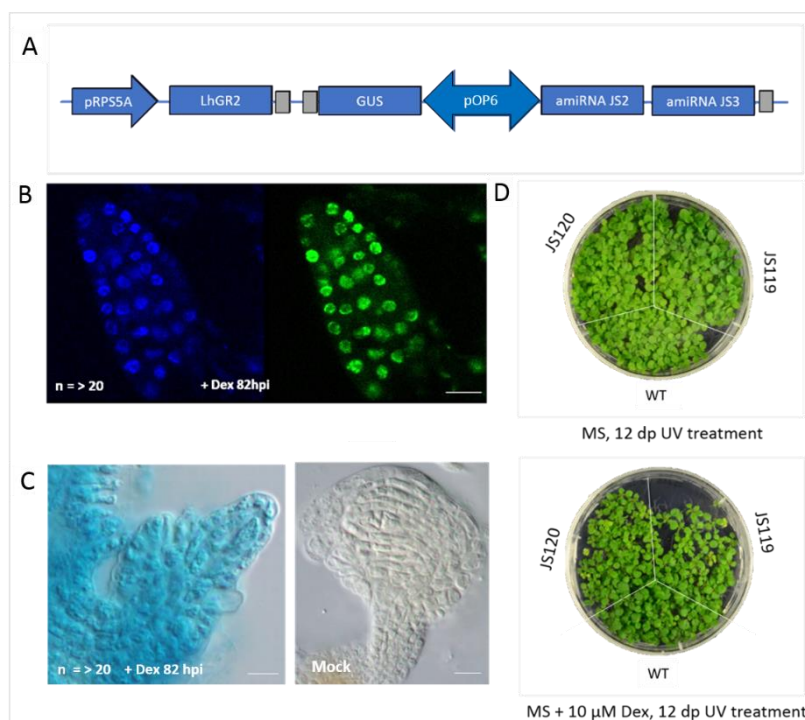 A
pRPS5A
LhGR2
GUS
pOP6
amiRNA JS2
amiRNA JS3
B
n = > 20
+ Dex 82hpi
C
n = > 20 + Dex 82 hpi
Mock
D
JS120
JS119
WT
MS, 12 dp UV treatment
JS120
JS119
WT
MS + 10 µM Dex, 12 dp UV treatment